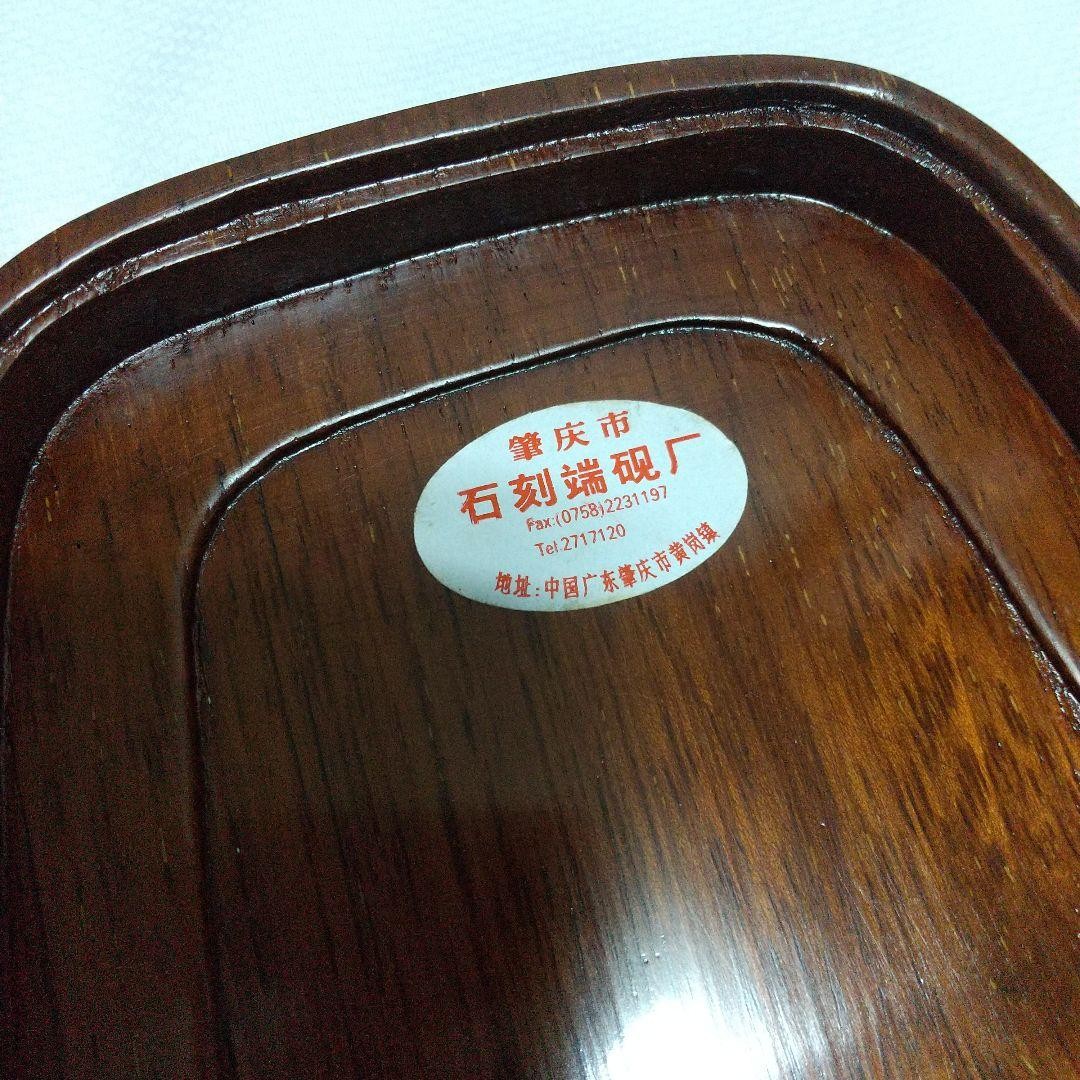 肇庆市
石刻端砚厂
Fax:(0758)2231197
Tel.2717120
地址:中国广东肇庆市黄岗镇